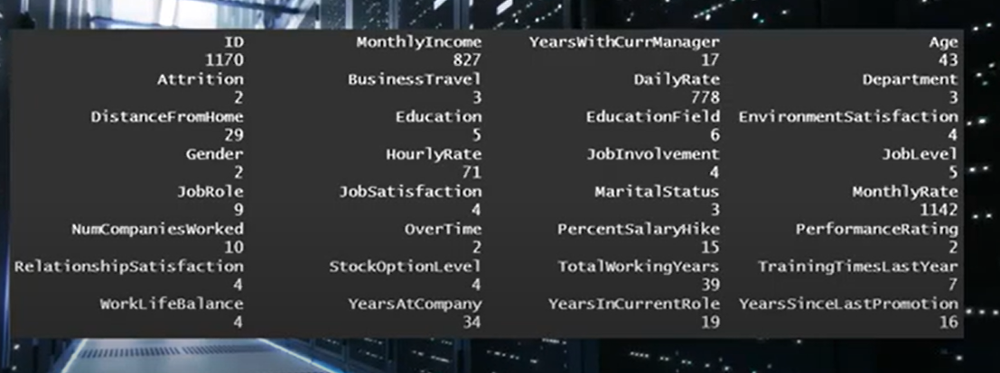 ID MonthlyIncome YearsWithCurrManager Age
1170 827 17 43
Attrition BusinessTravel DailyRate Department
2 3 778 3
DistanceFromHome Education EducationField EnvironmentSatisfaction
29 5 6 4
Gender HourlyRate JobInvolvement JobLevel
2 71 4 5
JobRole JobSatisfaction MaritalStatus MonthlyRate
9 4 3 1142
NumCompaniesWorked OverTime PercentSalaryHike PerformanceRating
10 2 15 2
RelationshipSatisfaction StockOptionLevel TotalWorkingYears TrainingTimesLastYear
4 4 39 7
WorkLifeBalance YearsAtCompany YearsInCurrentRole YearsSinceLastPromotion
4 34 19 16